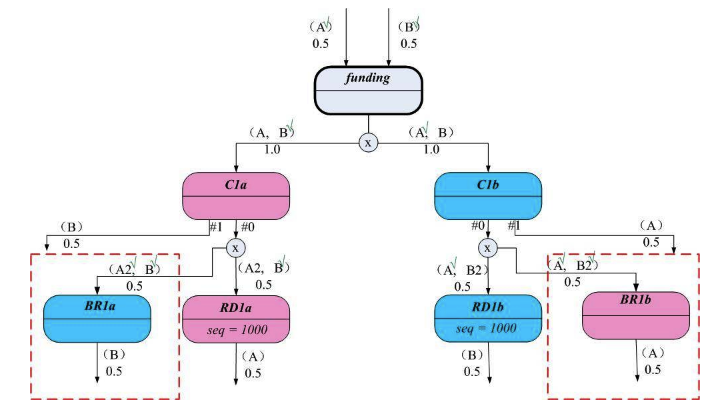 (A√) (B√)
0.5 0.5
funding
(A, B√) (A√, B)
1.0 x 1.0
C1a C1b
(B) #1 #0 #0 #1 (A)
0.5 x x 0.5
(A2√, B√) (A2, B√) (A√, B2) (A√, B2√)
0.5 0.5 0.5 0.5
BR1a RD1a RD1b BR1b
seq = 1000 seq = 1000
(B) (A) (B) (A)
0.5 0.5 0.5 0.5